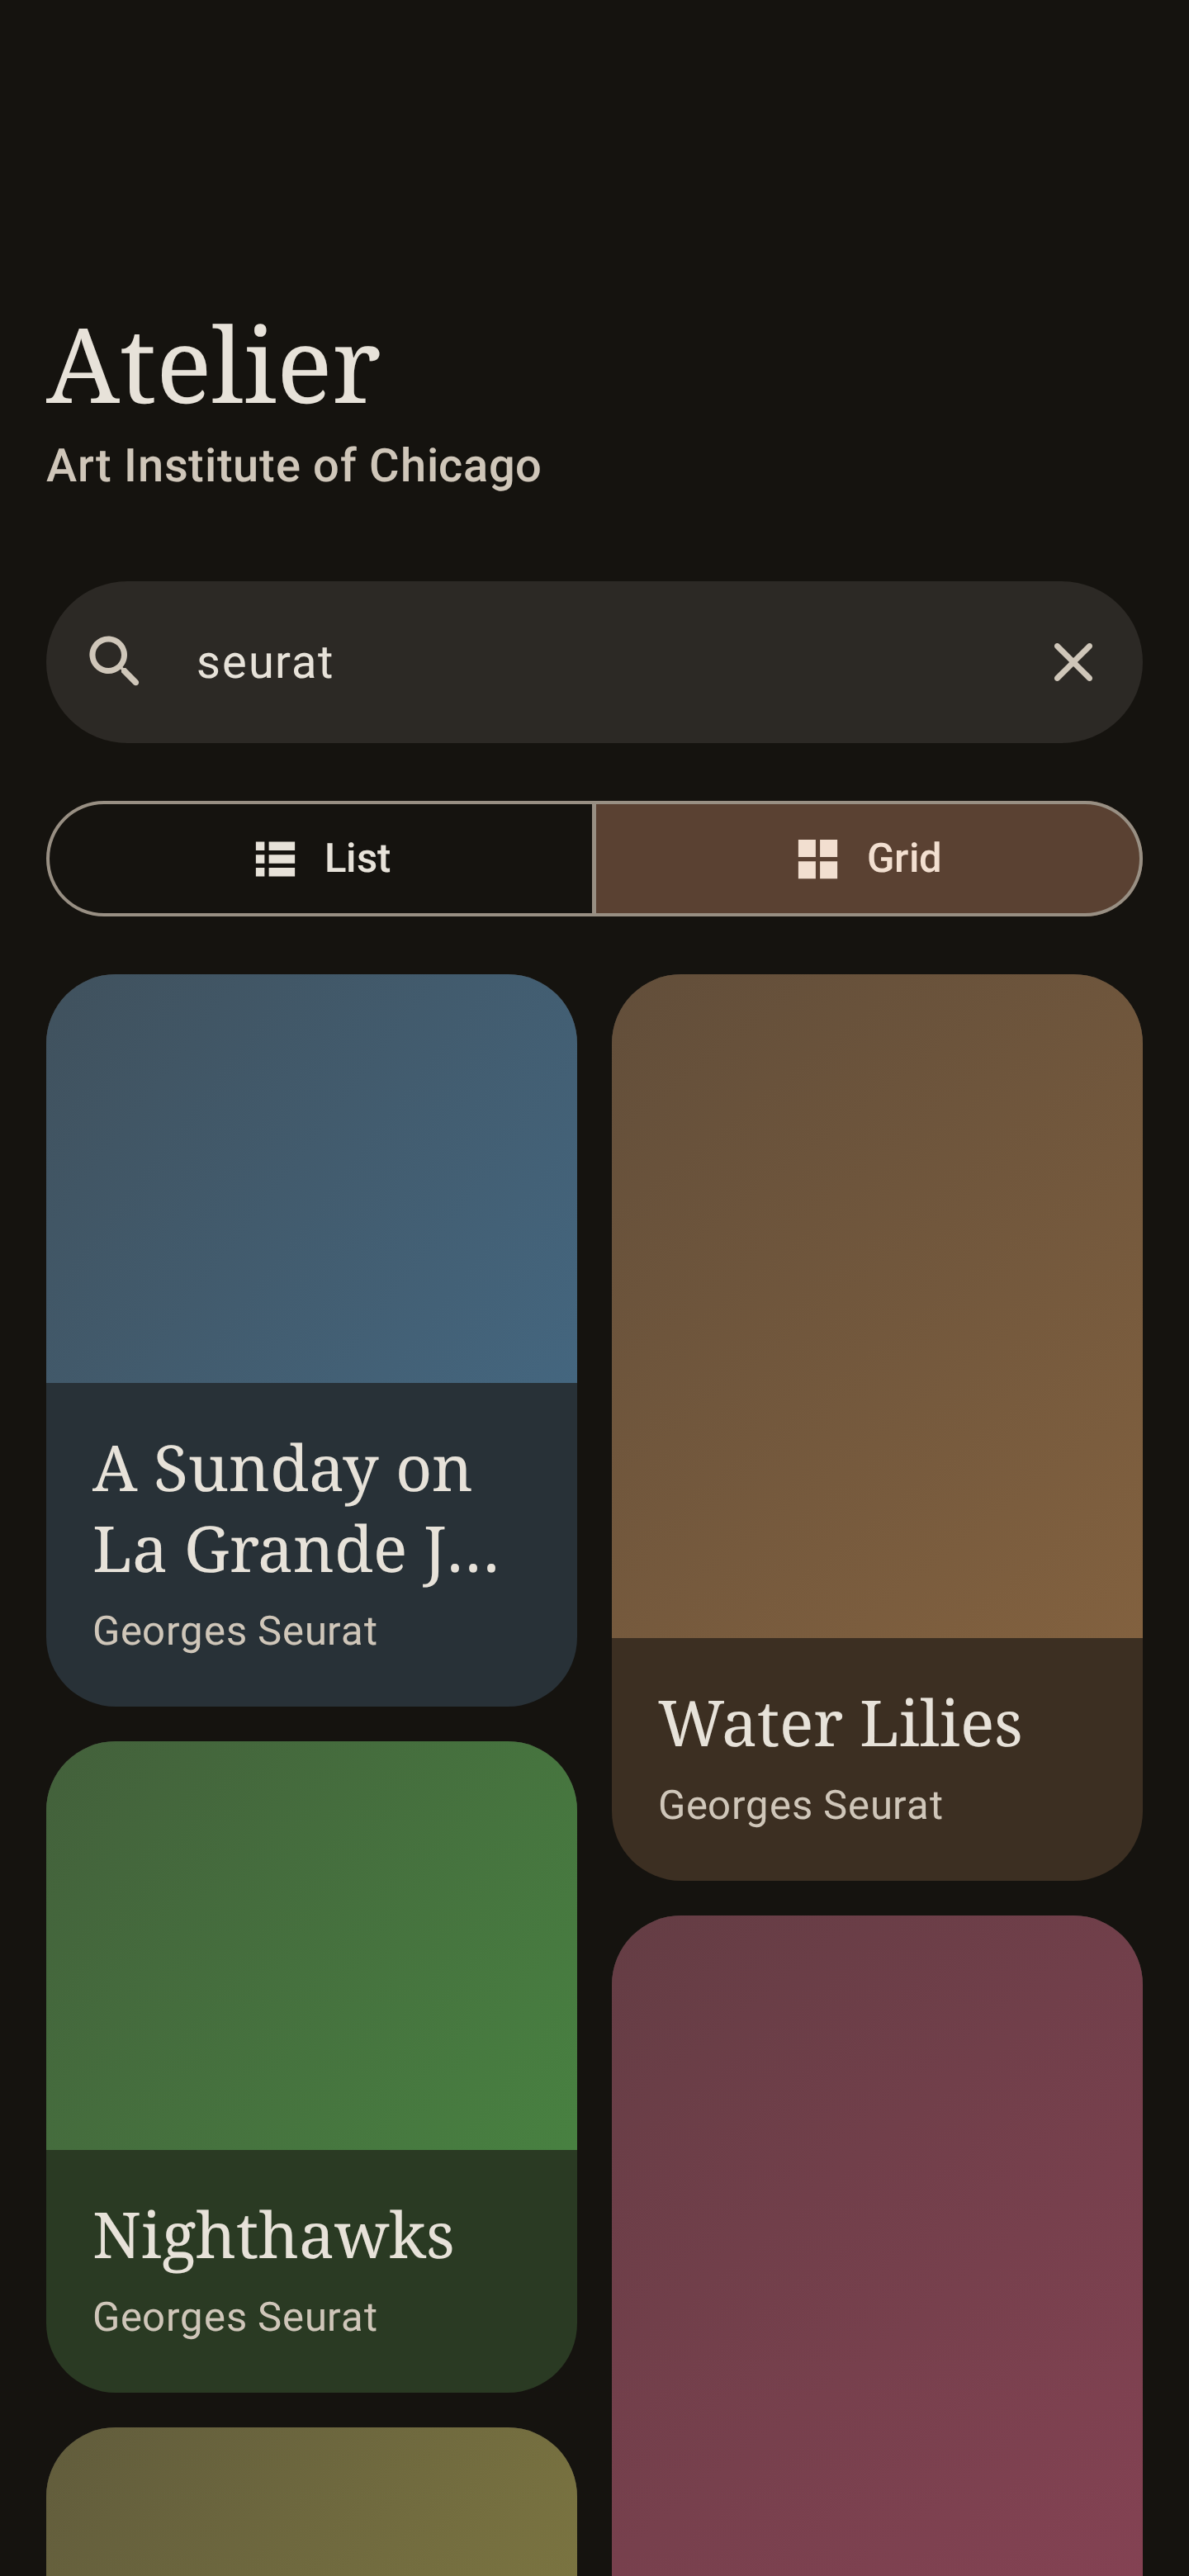 Atelier
Art Institute of Chicago
seurat
List
Grid
A Sunday on
La Grande J...
Georges Seurat
Water Lilies
Georges Seurat
Nighthawks
Georges Seurat